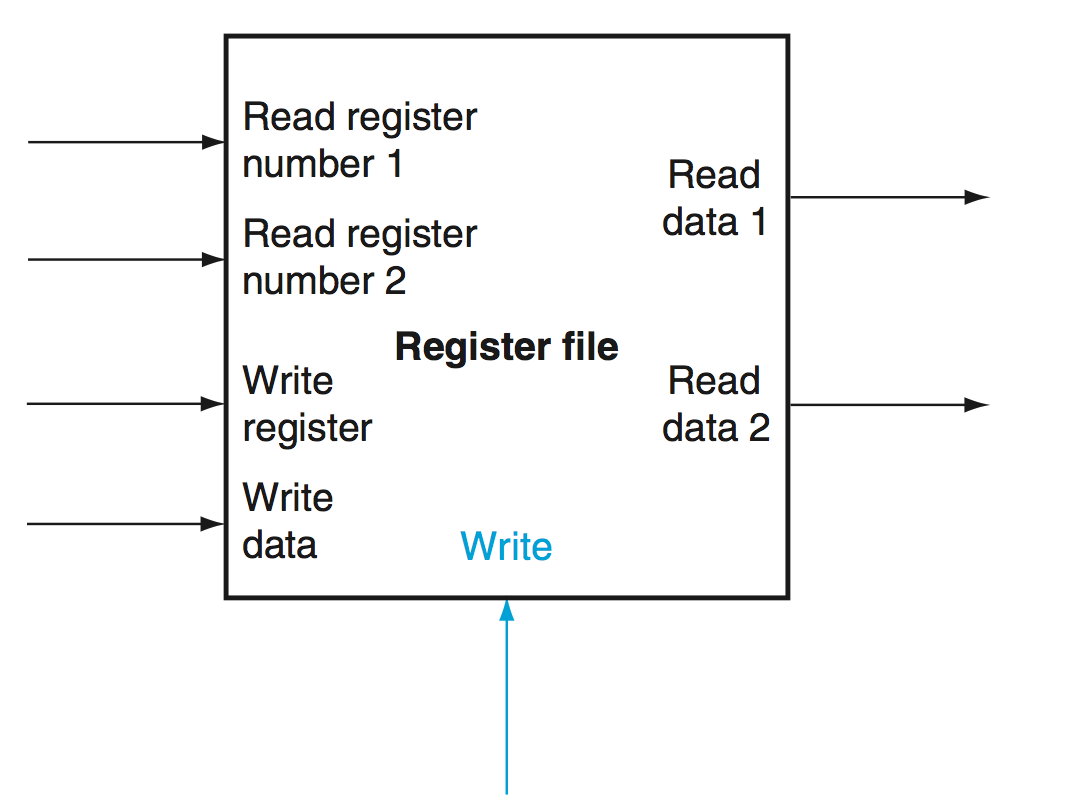 Read register
number 1
Read register
number 2
Read
data 1
Register file
Write
register
Read
data 2
Write
data
Write